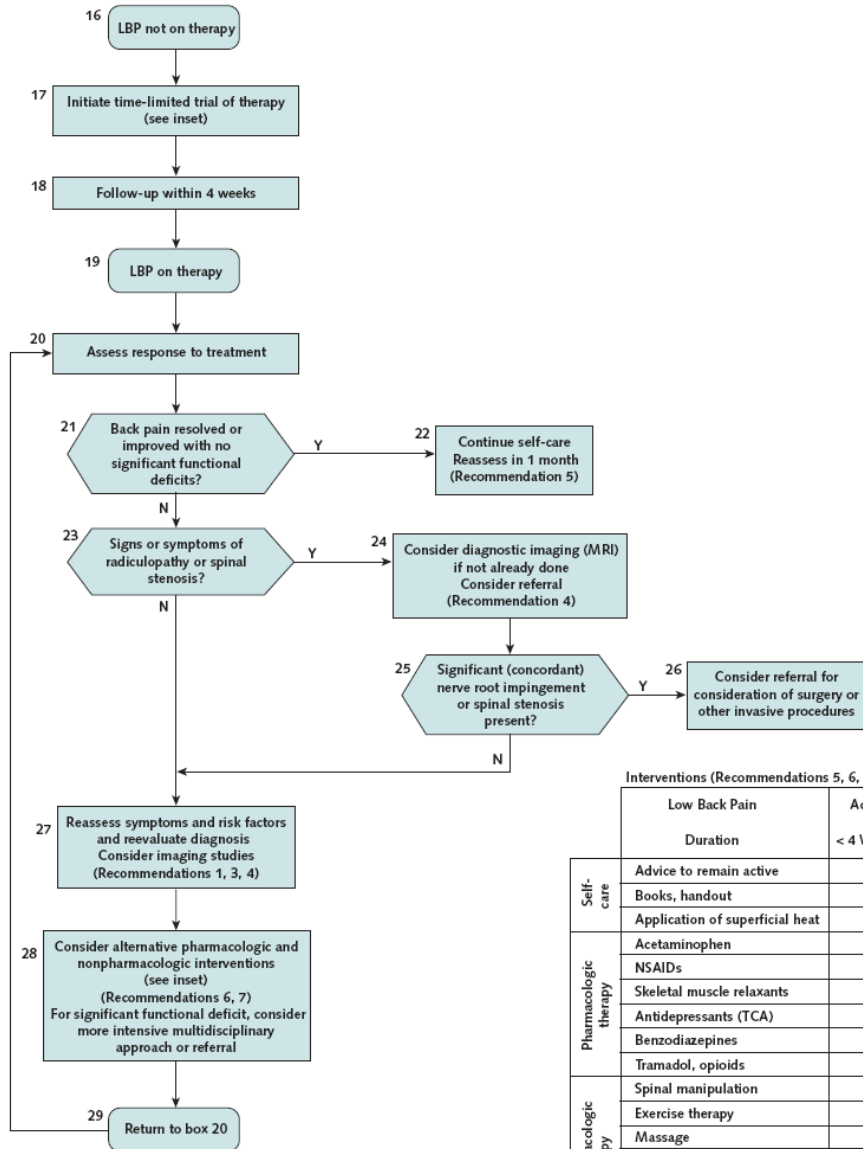 16
LBP not on therapy
17
Initiate time-limited trial of therapy
(see inset)
18
Follow-up within 4 weeks
19
LBP on therapy
20
Assess response to treatment
21
Back pain resolved or
improved with no
significant functional
deficits?
Y
22
Continue self-care
Reassess in 1 month
(Recommendation 5)
N
23
Signs or symptoms of
radiculopathy or spinal
stenosis?
Y
24
Consider diagnostic imaging (MRI)
if not already done
Consider referral
(Recommendation 4)
N
25
Significant (concordant)
nerve root impingement
or spinal stenosis
present?
Y
26
Consider referral for
consideration of surgery or
other invasive procedures
N
27
Reassess symptoms and risk factors
and reevaluate diagnosis
Consider imaging studies
(Recommendations 1, 3, 4)
28
Consider alternative pharmacologic and
nonpharmacologic interventions
(see inset)
(Recommendations 6, 7)
For significant functional deficit, consider
more intensive multidisciplinary
approach or referral
29
Return to box 20
Interventions (Recommendations 5, 6,
Low Back Pain
Duration
< 4
Self-
care
Advice to remain active
Books, handout
Application of superficial heat
Pharmacologic
therapy
Acetaminophen
NSAIDs
Skeletal muscle relaxants
Antidepressants (TCA)
Benzodiazepines
Tramadol, opioids
Spinal manipulation
Exercise therapy
Massage